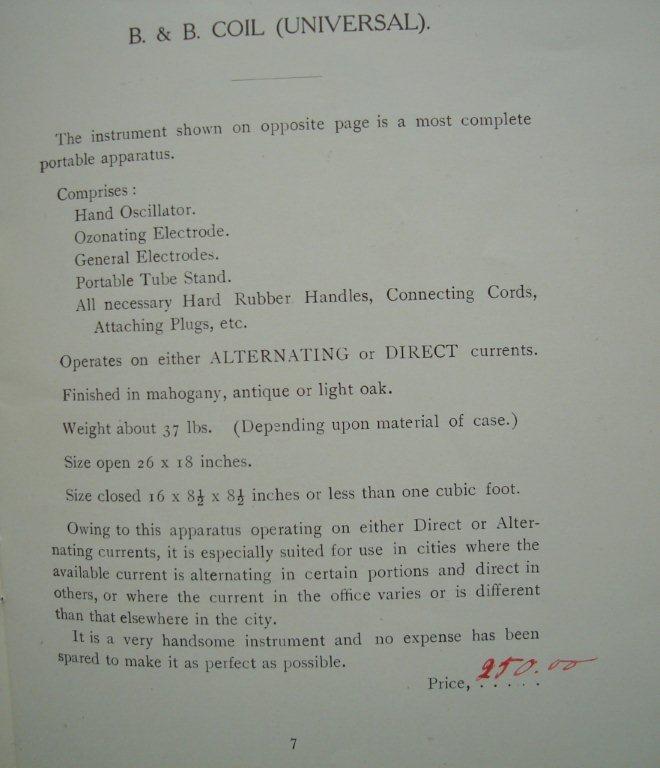 B. & B. COIL (UNIVERSAL).
The instrument shown on opposite page is a most complete
portable apparatus.
Comprises:
Hand Oscillator.
Ozonating Electrode.
General Electrodes.
Portable Tube Stand.
All necessary Hard Rubber Handles, Connecting Cords,
Attaching Plugs, etc.
Operates on either ALTERNATING or DIRECT currents.
Finished in mahogany, antique or light oak.
Weight about 37 lbs. (Depending upon material of case.)
Size open 26 x 18 inches.
Size closed 16 x 8½ x 8½ inches or less than one cubic foot.
Owing to this apparatus operating on either Direct or Alter-
nating currents, it is especially suited for use in cities where the
available current is alternating in certain portions and direct in
others, or where the current in the office varies or is different
than that elsewhere in the city.
It is a very handsome instrument and no expense has been
spared to make it as perfect as possible.
Price, 250.00
7